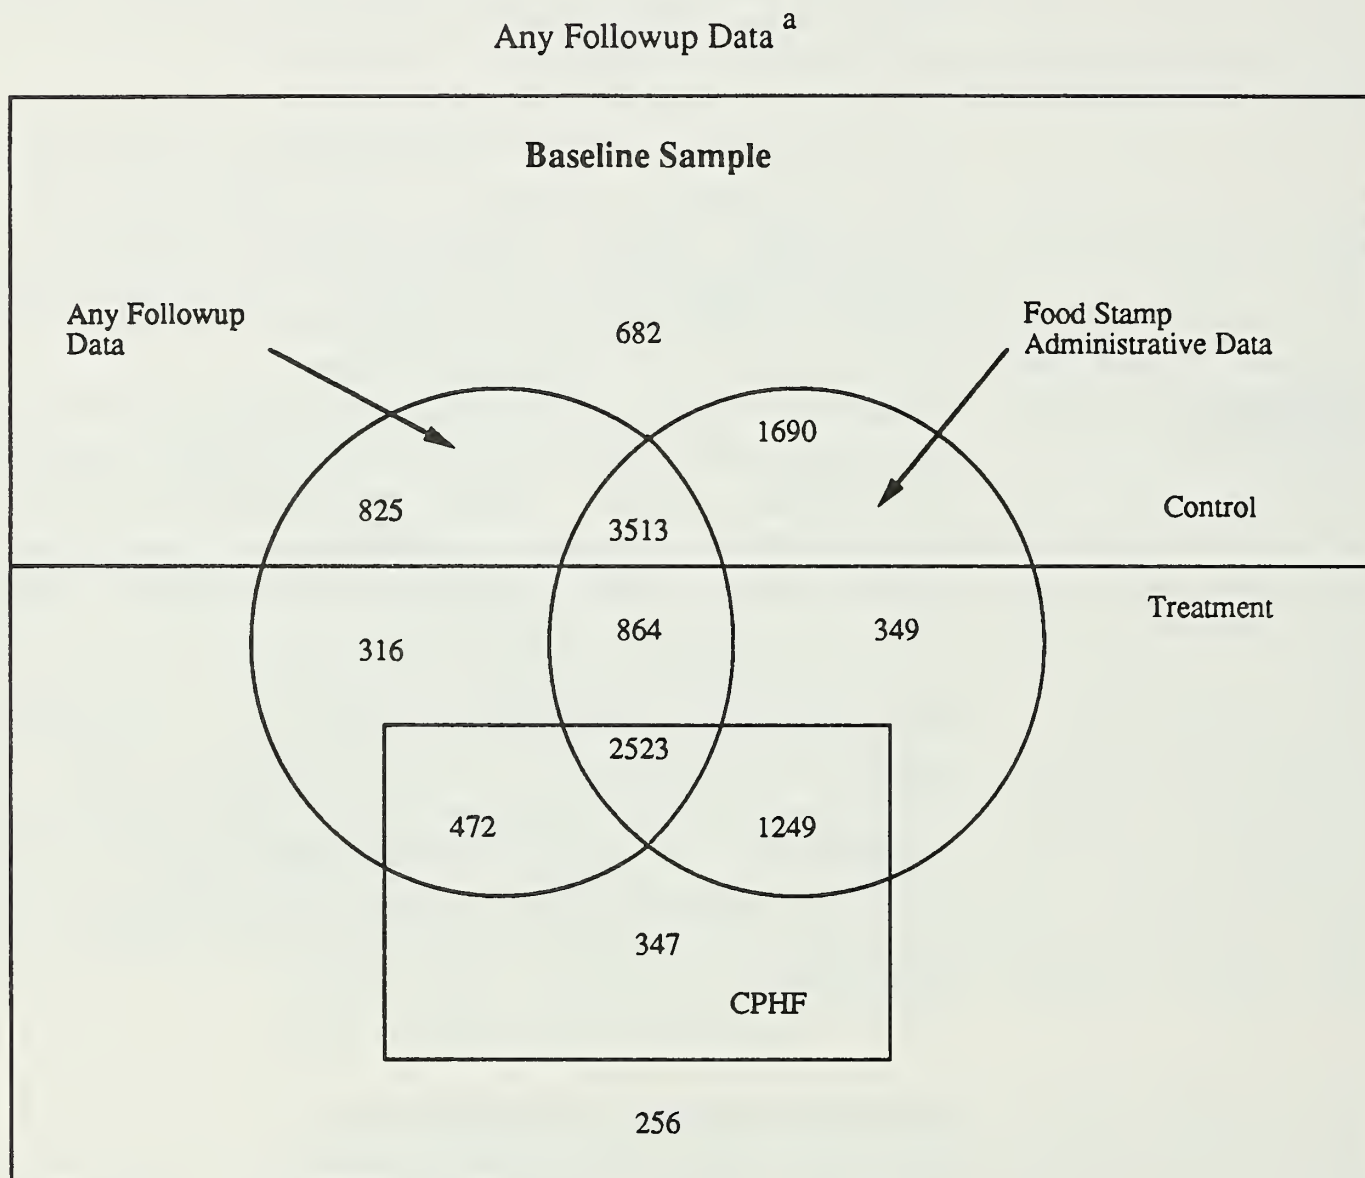 Any Followup Data a
Baseline Sample
Any Followup
Data
682
Food Stamp
Administrative Data
1690
825
3513
Control
Treatment
316
864
349
2523
472
1249
347
CPHF
256